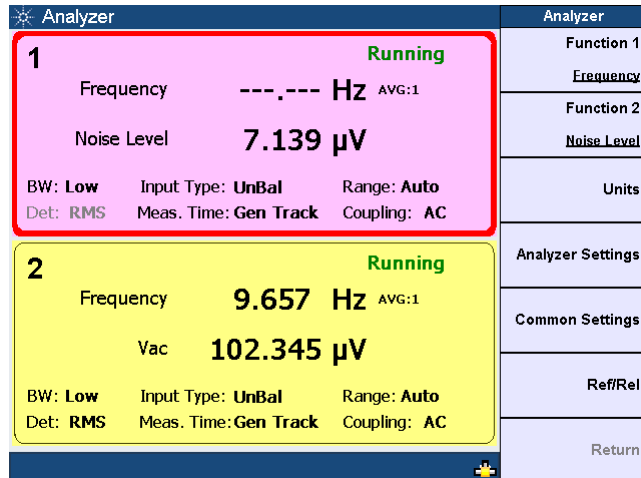 Analyzer
1
Running
Frequency ---.--- Hz AVG:1
Noise Level 7.139 µV
BW: Low Input Type: UnBal Range: Auto
Det: RMS Meas. Time: Gen Track Coupling: AC
2
Running
Frequency 9.657 Hz AVG:1
Vac 102.345 µV
BW: Low Input Type: UnBal Range: Auto
Det: RMS Meas. Time: Gen Track Coupling: AC
Analyzer
Function 1
Frequency
Function 2
Noise Level
Units
Analyzer Settings
Common Settings
Ref/Rel
Return